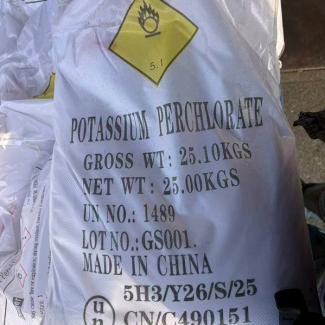 5.1
POTASSIUM PERCHLORATE
GROSS WT: 25.10KGS
NET WT: 25.00KGS
UN NO.: 1489
LOT NO.: GS001.
MADE IN CHINA
5H3/Y26/S/25
un CN/C490151